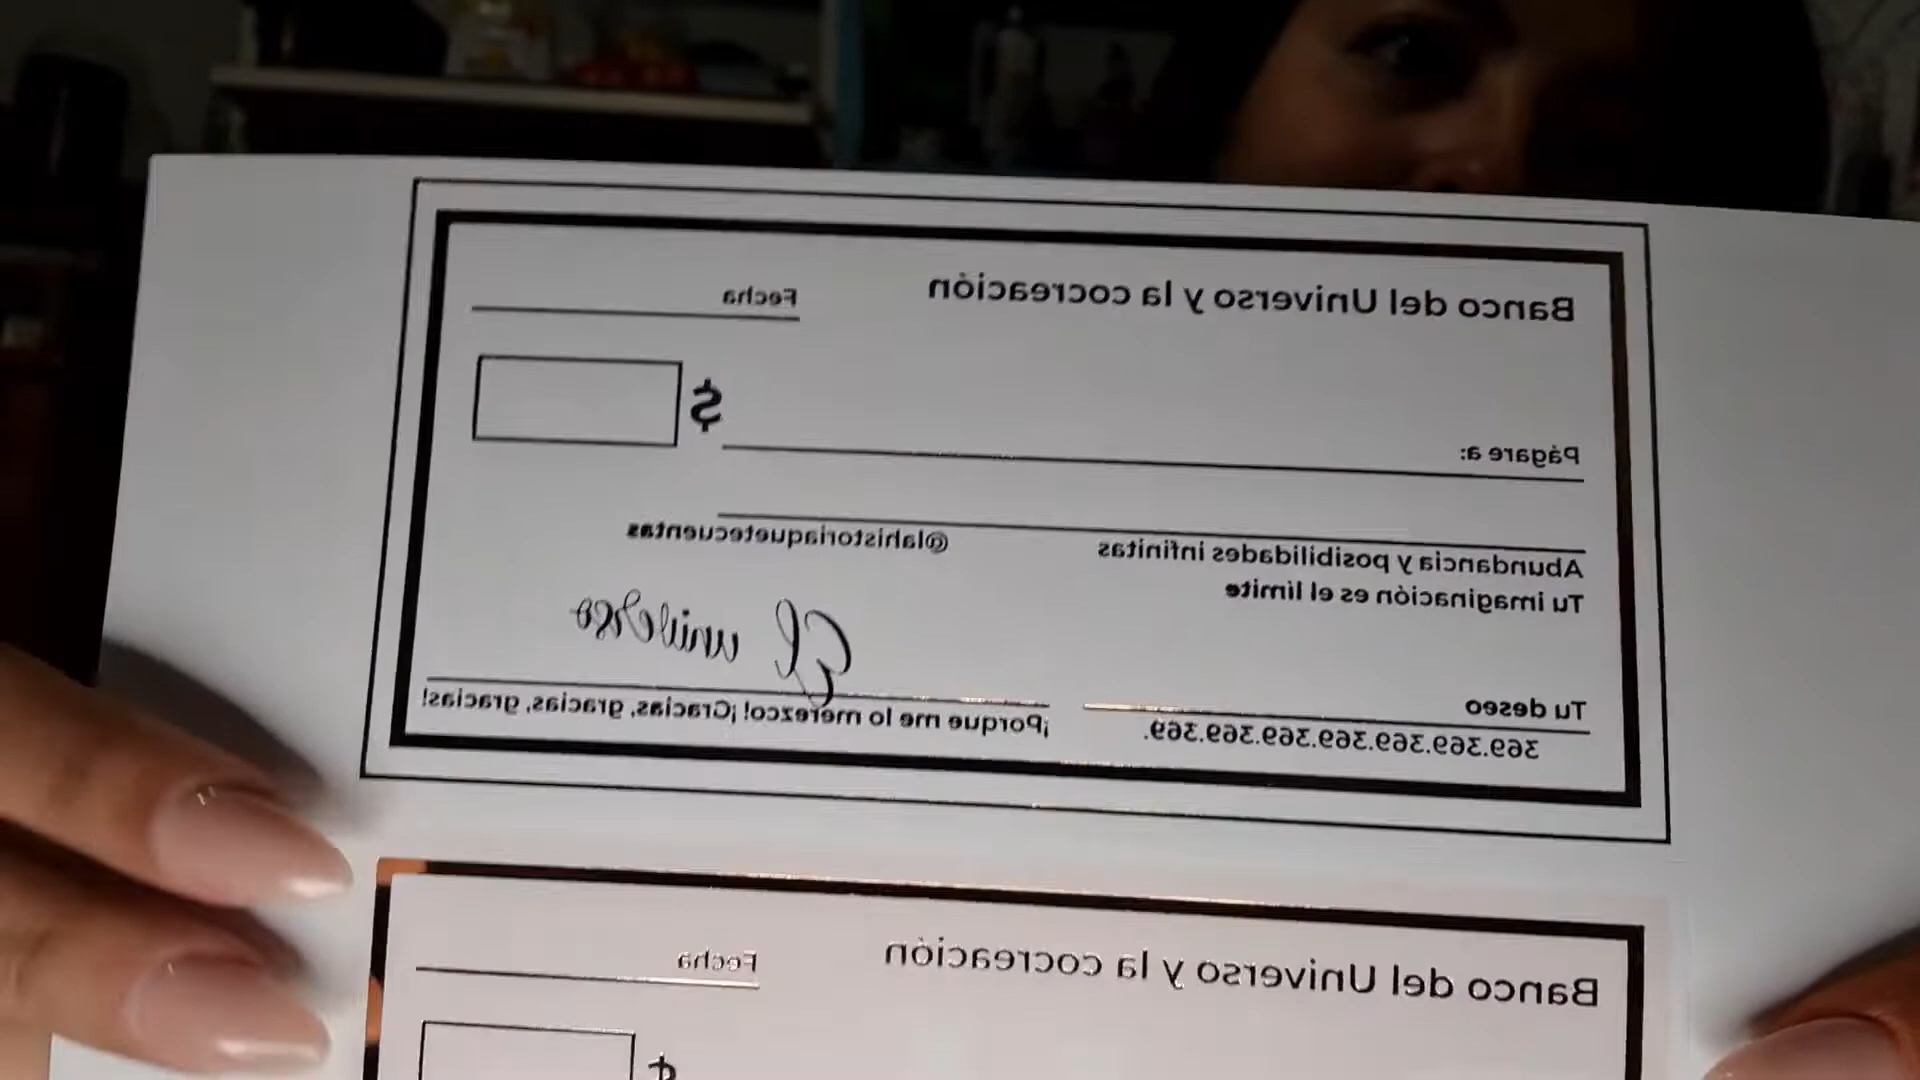 Banco del Universo y la cocreación
Fecha
Págare a:
$
Abundancia y posibilidades infinitas
@lahistoriaquetecuentas
Tu imaginación es el límite
El universo
Tu deseo
¡Porque me lo merezco! ¡Gracias, gracias, gracias!
369.369.369.369.369.369.369.
Banco del Universo y la cocreación
Fecha
$